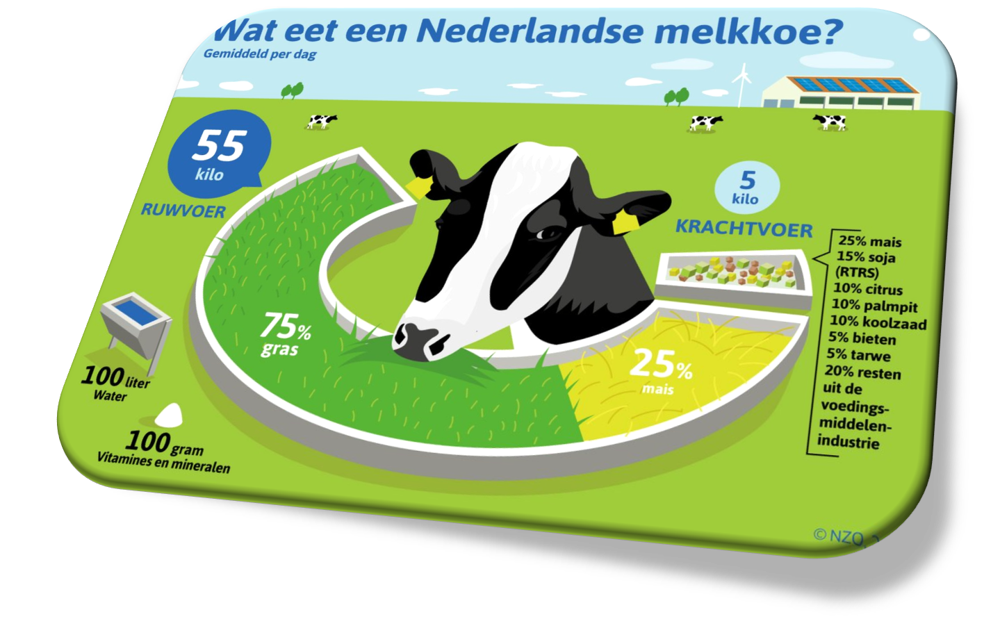 Wat eet een Nederlandse melkkoe?
Gemiddeld per dag
55
kilo
RUWVOER
5
kilo
KRACHTVOER
25% mais
15% soja
(RTRS)
10% citrus
10% palmpit
10% koolzaad
5% bieten
5% tarwe
20% resten
uit de
voedings-
middelen-
industrie
75%
gras
25%
mais
100 liter
Water
100 gram
Vitamines en mineralen
© NZO,